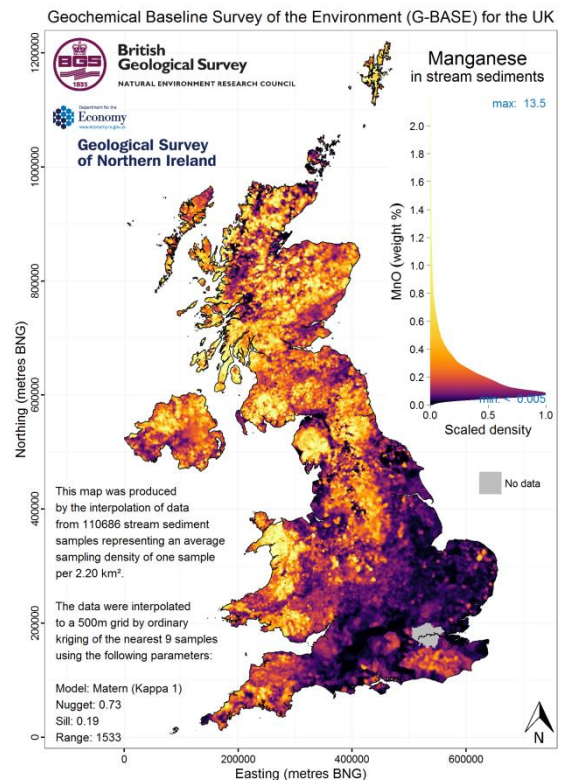 Geochemical Baseline Survey of the Environment (G-BASE) for the UK
BGS
1835
British
Geological Survey
NATURAL ENVIRONMENT RESEARCH COUNCIL
Department for the
Economy
www.economy-ni.gov.uk
Geological Survey
of Northern Ireland
Manganese
in stream sediments
max: 13.5
2.0
1.8
1.6
1.4
1.2
1.0
0.8
0.6
0.4
0.2
0.0
MnO (weight %)
min: < 0.005
0.0
0.5
1.0
Scaled density
No data
This map was produced
by the interpolation of data
from 110686 stream sediment
samples representing an average
sampling density of one sample
per 2.20 km².
The data were interpolated
to a 500m grid by ordinary
kriging of the nearest 9 samples
using the following parameters:
Model: Matern (Kappa 1)
Nugget: 0.73
Sill: 0.19
Range: 1533
N
1200000
1000000
800000
600000
400000
200000
0
Northing (metres BNG)
0
200000
400000
600000
Easting (metres BNG)